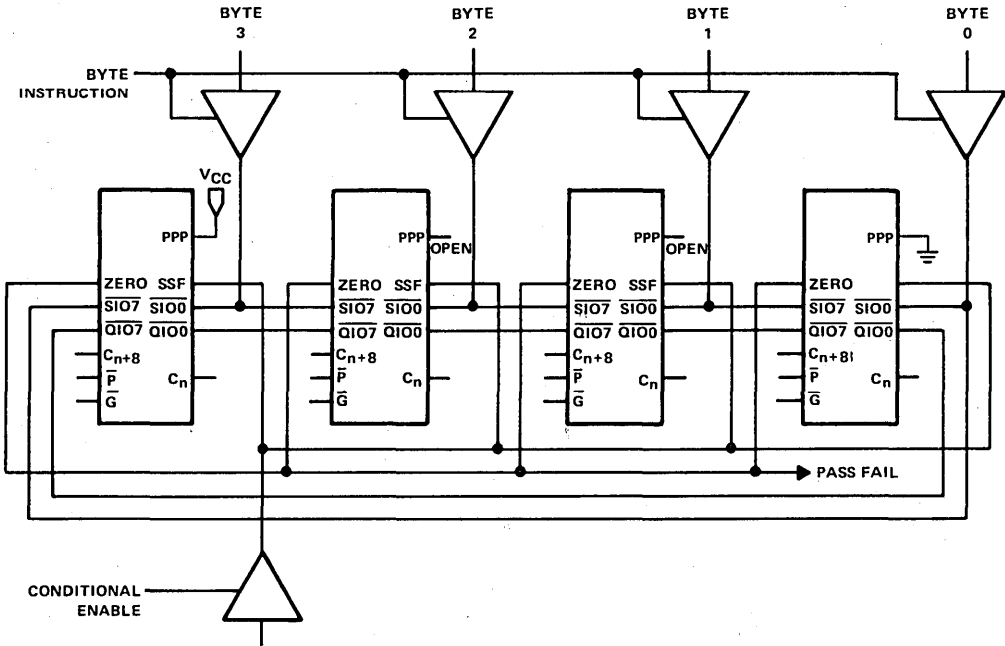 BYTE
3
BYTE
2
BYTE
1
BYTE
0
BYTE
INSTRUCTION
VCC
PPP
PPP
OPEN
PPP
OPEN
PPP
ZERO SSF
ZERO SSF
ZERO SSF
ZERO SSF
SIO7 SIO0
SIO7 SIO0
SIO7 SIO0
SIO7 SIO0
QIO7 QIO0
QIO7 QIO0
QIO7 QIO0
QIO7 QIO0
Cn+8
Cn+8
Cn+8
Cn+8
P Cn
P Cn
P Cn
P Cn
G
G
G
G
PASS FAIL
CONDITIONAL
ENABLE